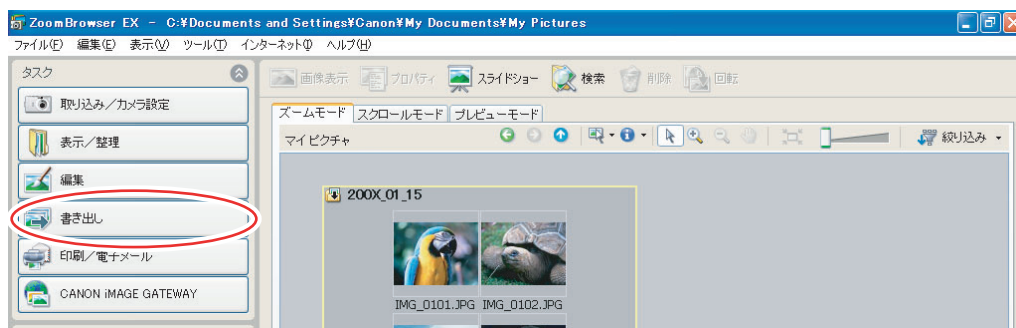 ZoomBrowser EX - C:¥Documents and Settings¥Canon¥My Documents¥My Pictures
ファイル(F) 編集(E) 表示(V) ツール(T) インターネット(I) ヘルプ(H)
タスク
画像表示 プロパティ スライドショー 検索 削除 回転
取り込み／カメラ設定
ズームモード スクロールモード プレビューモード
表示／整理
マイ ピクチャ
絞り込み
編集
200X_01_15
書き出し
印刷／電子メール
CANON iMAGE GATEWAY
IMG_0101.JPG IMG_0102.JPG